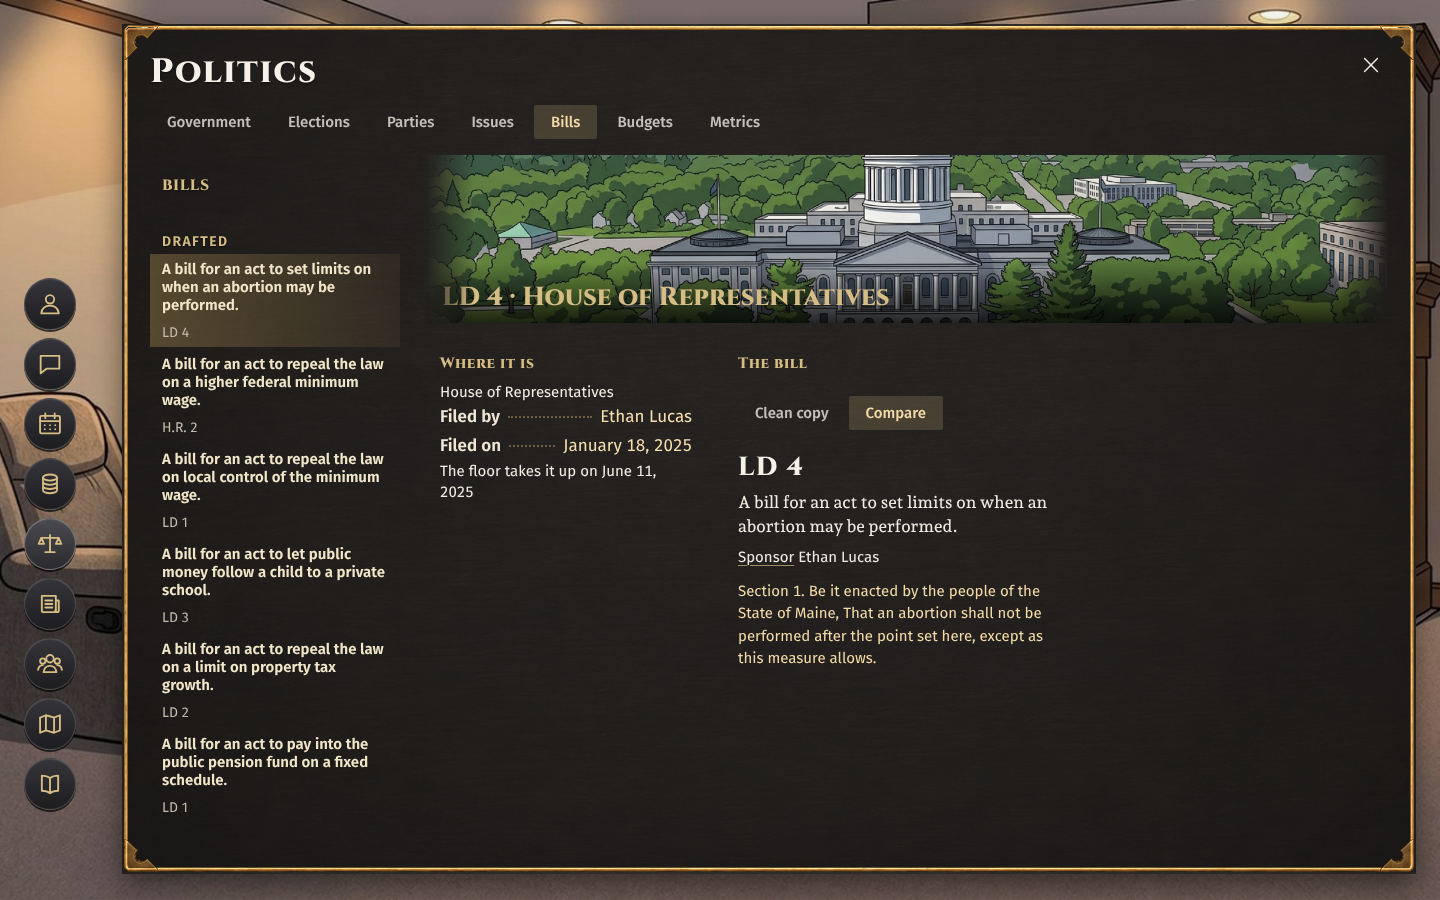 Politics
Government
Elections
Parties
Issues
Bills
Budgets
Metrics
BILLS
DRAFTED
A bill for an act to set limits on
when an abortion may be
performed.
LD 4
A bill for an act to repeal the law
on a higher federal minimum
wage.
H.R. 2
A bill for an act to repeal the law
on local control of the minimum
wage.
LD 1
A bill for an act to let public
money follow a child to a private
school.
LD 3
A bill for an act to repeal the law
on a limit on property tax
growth.
LD 2
A bill for an act to pay into the
public pension fund on a fixed
schedule.
LD 1
LD 4 · House of Representatives
Where it is
House of Representatives
Filed by Ethan Lucas
Filed on January 18, 2025
The floor takes it up on June 11,
2025
The bill
Clean copy
Compare
LD 4
A bill for an act to set limits on when an
abortion may be performed.
Sponsor Ethan Lucas
Section 1. Be it enacted by the people of the
State of Maine, That an abortion shall not be
performed after the point set here, except as
this measure allows.